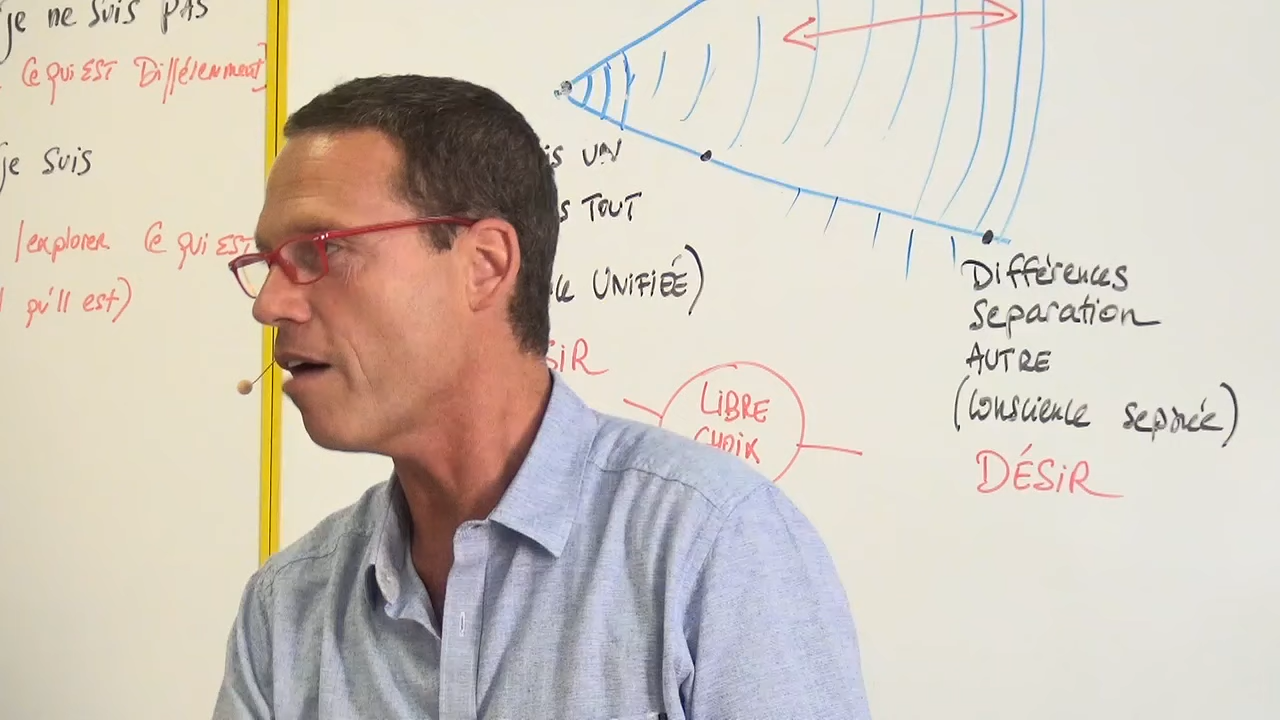 je ne suis PAS
Ce qui EST Différemment]
je suis
/explorer Ce qui EST
qu'il est)
is UN
s TOUT
UNIFIÉE)
SiR
LiBRE
CHOiX
Différences
Separation
AUTRE
(Conscience séparée)
DÉSiR